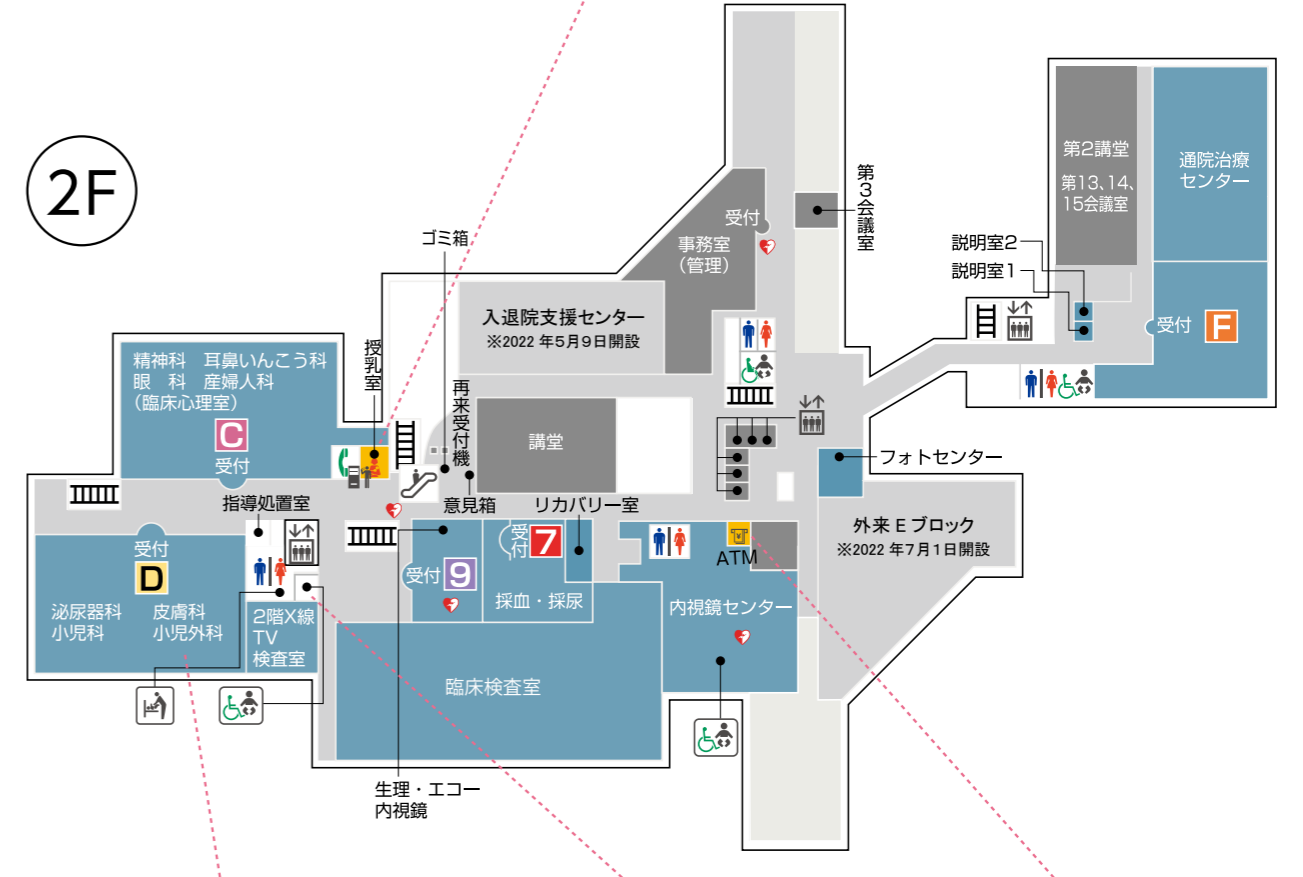 2F
第3会議室
受付
事務室
（管理）
ゴミ箱
入退院支援センター
※2022 年5月9日開設
授乳室
再来受付機
講堂
意見箱
リカバリー室
精神科　耳鼻いんこう科
眼　科　産婦人科
（臨床心理室）
C
受付
指導処置室
受付
D
泌尿器科　皮膚科
小児科　小児外科
2階X線
TV
検査室
受付
9
受付
7
採血・採尿
臨床検査室
生理・エコー
内視鏡
ATM
内視鏡センター
フォトセンター
外来 E ブロック
※2022 年7月1日開設
第2講堂
第13、14、
15会議室
通院治療
センター
説明室2
説明室1
受付
F